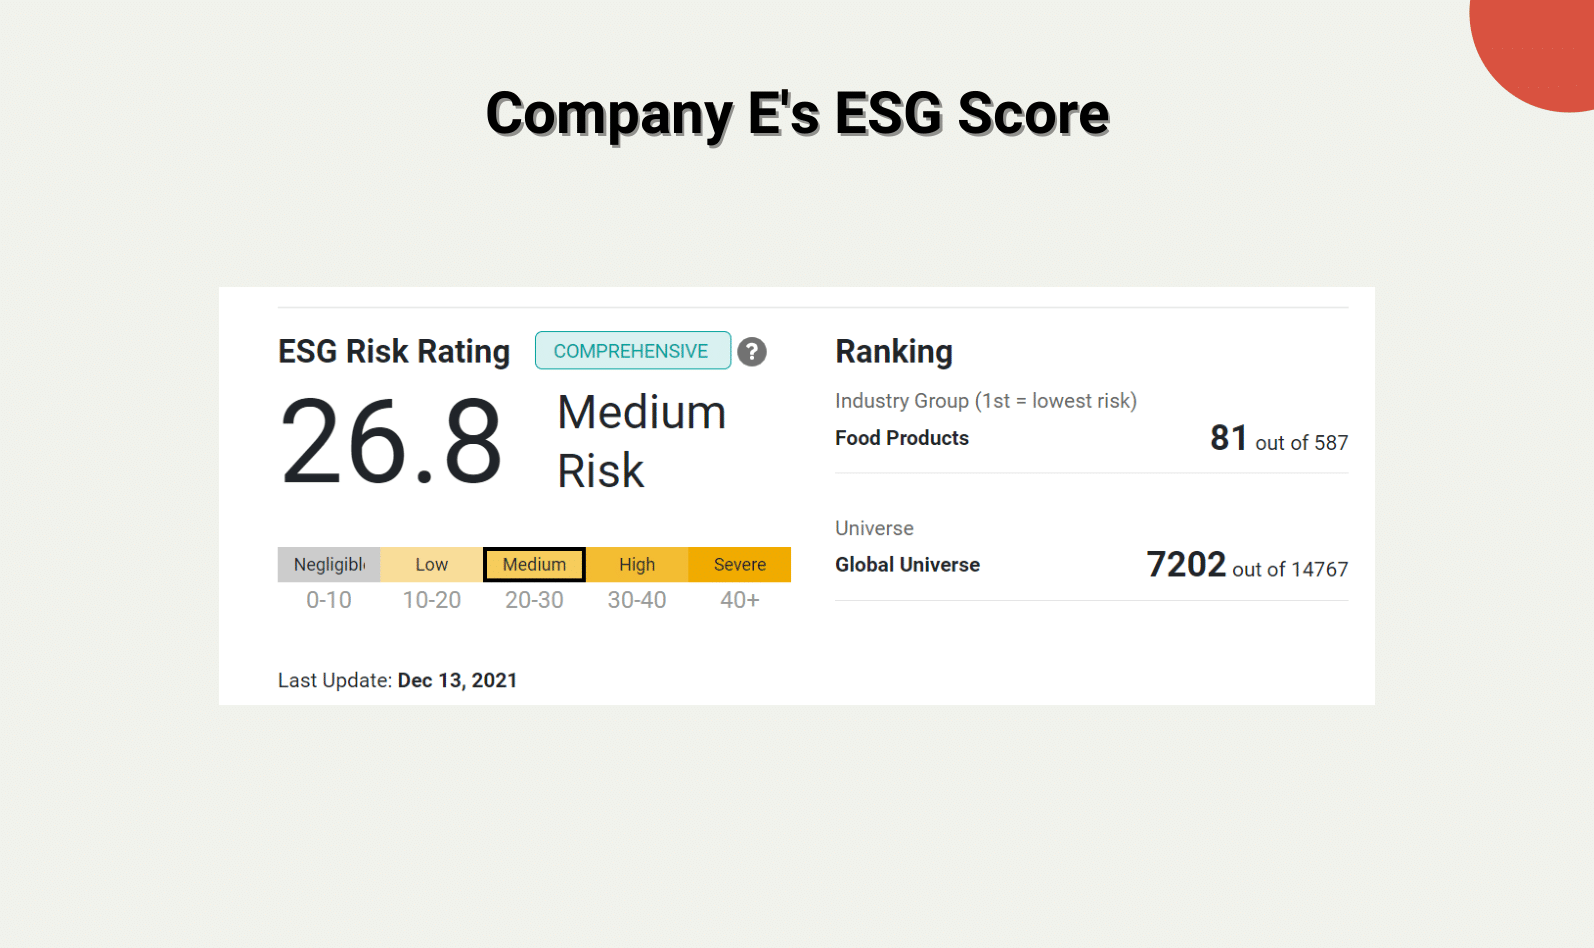 Company E's ESG Score
ESG Risk Rating
COMPREHENSIVE
?
26.8
Medium
Risk
Negligibl
Low
Medium
High
Severe
0-10
10-20
20-30
30-40
40+
Last Update: Dec 13, 2021
Ranking
Industry Group (1st = lowest risk)
Food Products
81 out of 587
Universe
Global Universe
7202 out of 14767